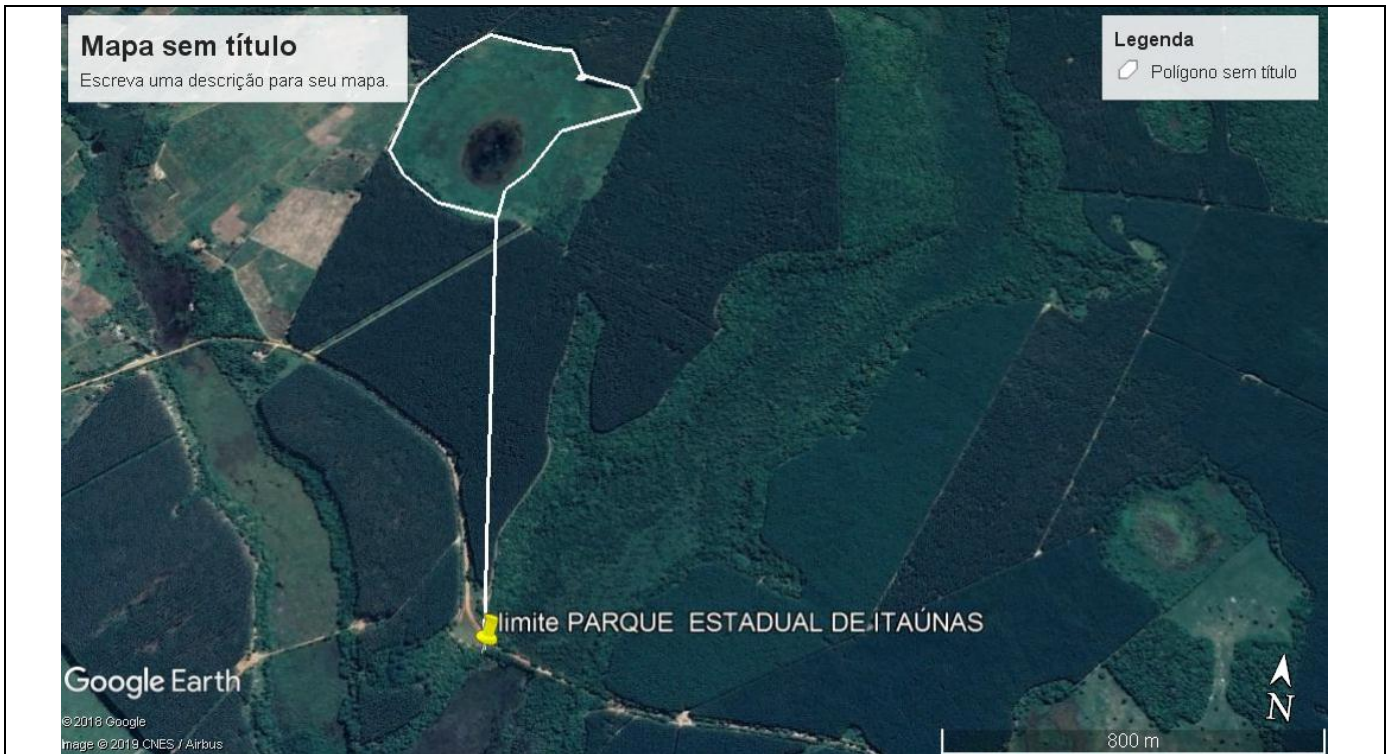 Mapa sem título
Escreva uma descrição para seu mapa.
Legenda
Polígono sem título
limite PARQUE ESTADUAL DE ITAÚNAS
Google Earth
©2018 Google
Image © 2019 CNES / Airbus
N
800 m